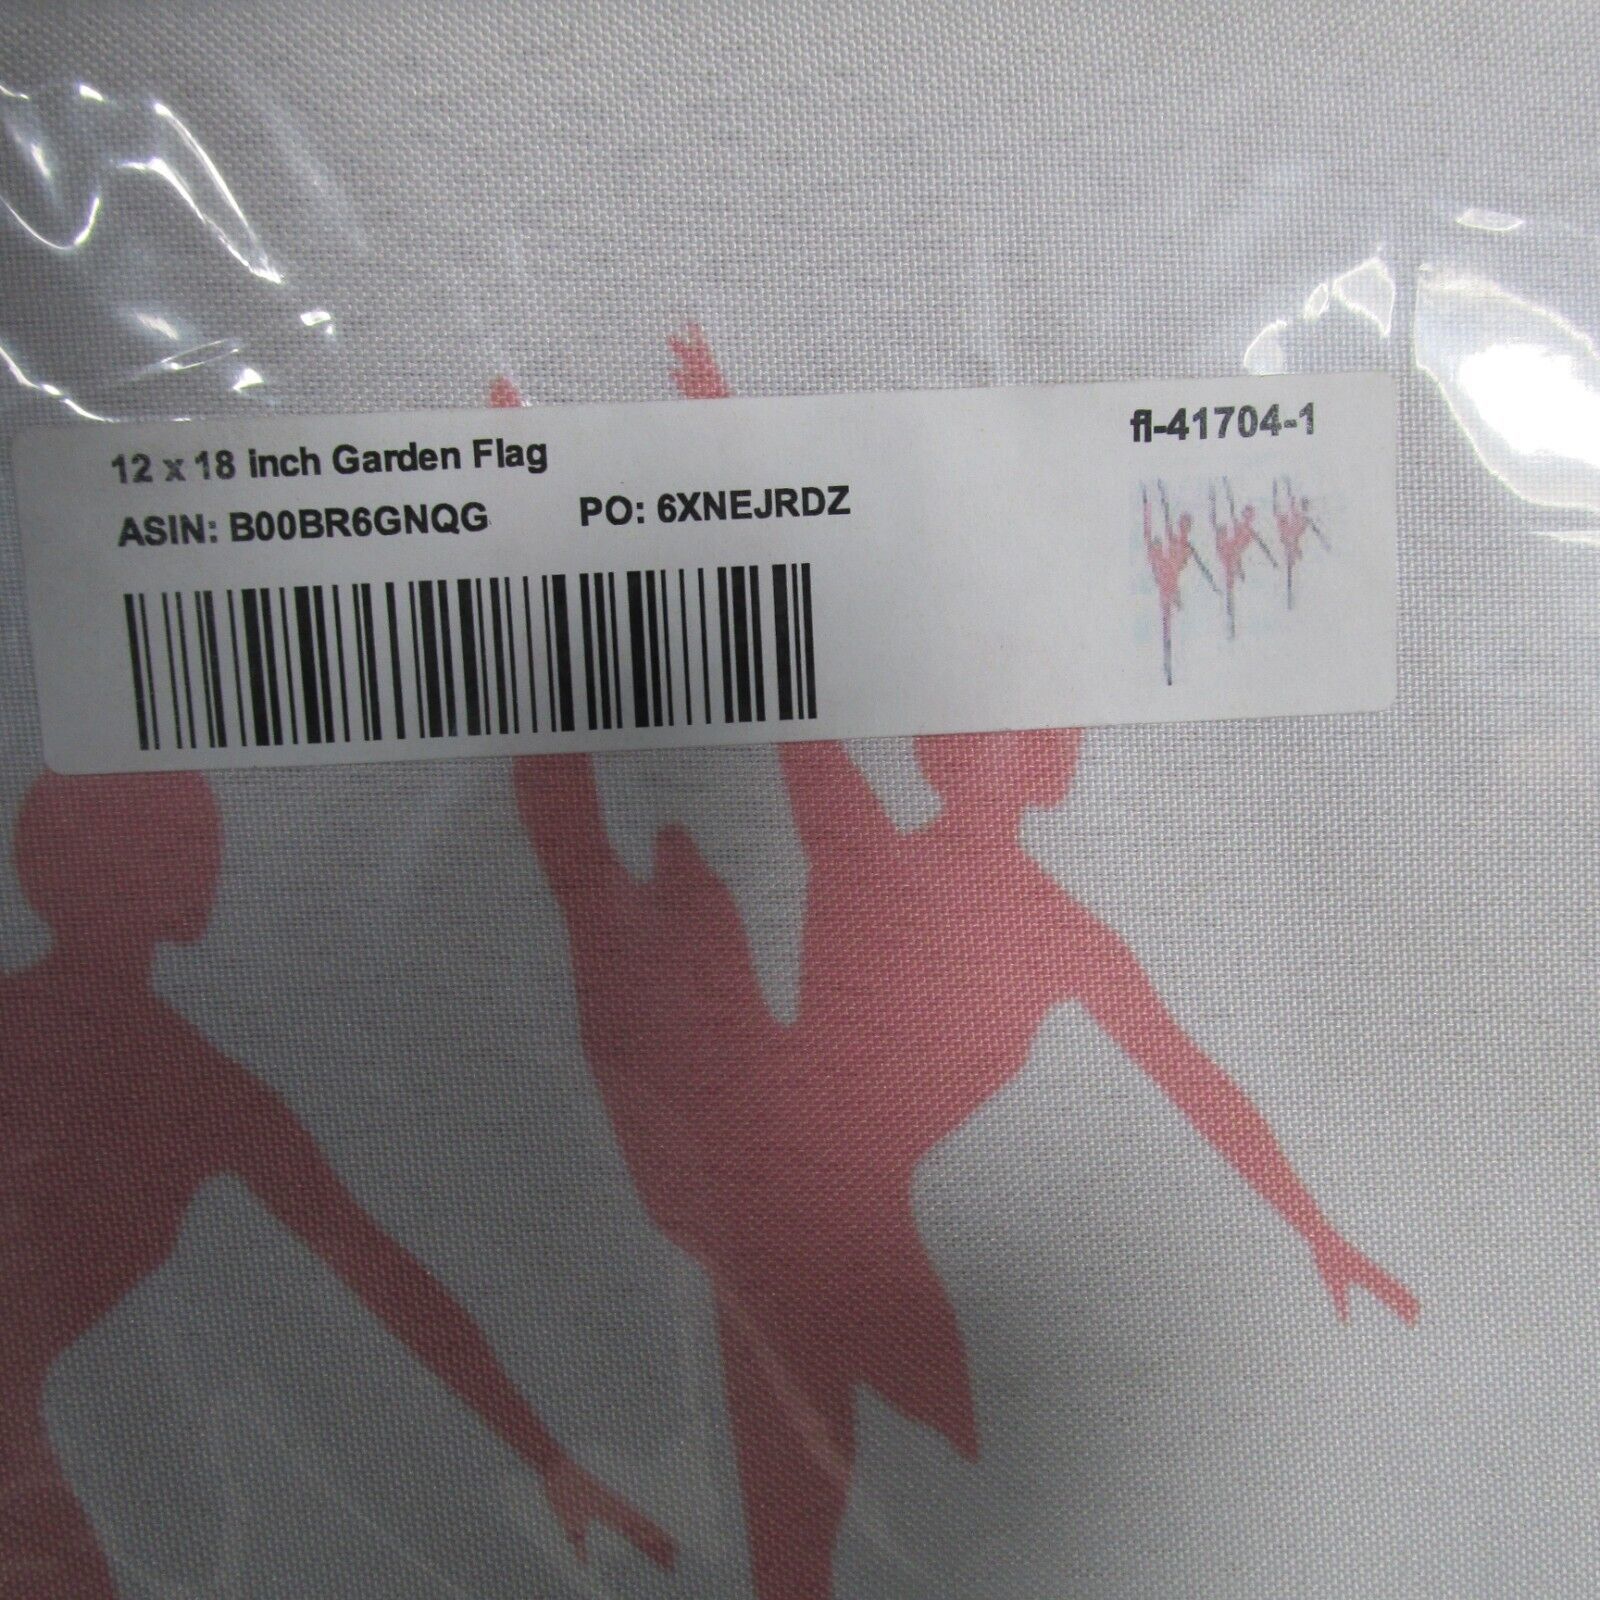 12 x 18 inch Garden Flag
fl-41704-1
ASIN: B00BR6GNQG PO: 6XNEJRDZ